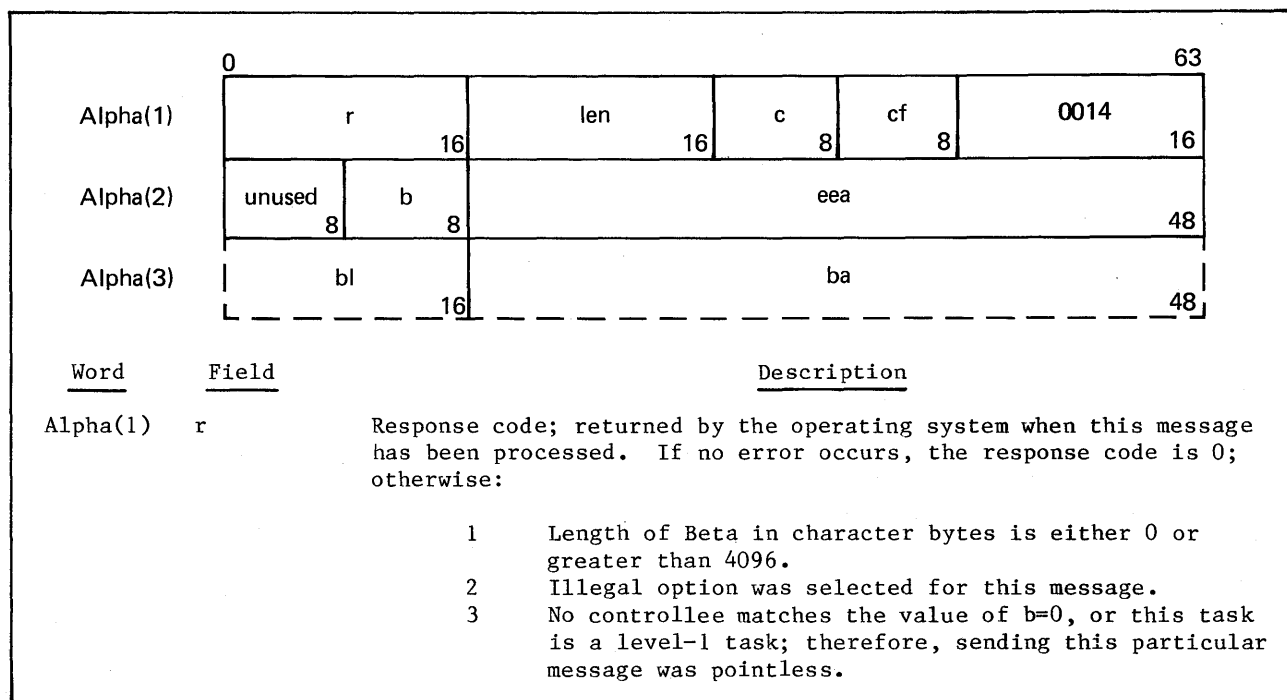 0 63
Alpha(1) r 16 len 16 c 8 cf 8 0014 16
Alpha(2) unused 8 b 8 eea 48
Alpha(3) bl 16 ba 48
Word Field Description
Alpha(1) r Response code; returned by the operating system when this message
has been processed. If no error occurs, the response code is 0;
otherwise:
1 Length of Beta in character bytes is either 0 or
greater than 4096.
2 Illegal option was selected for this message.
3 No controllee matches the value of b=0, or this task
is a level-1 task; therefore, sending this particular
message was pointless.